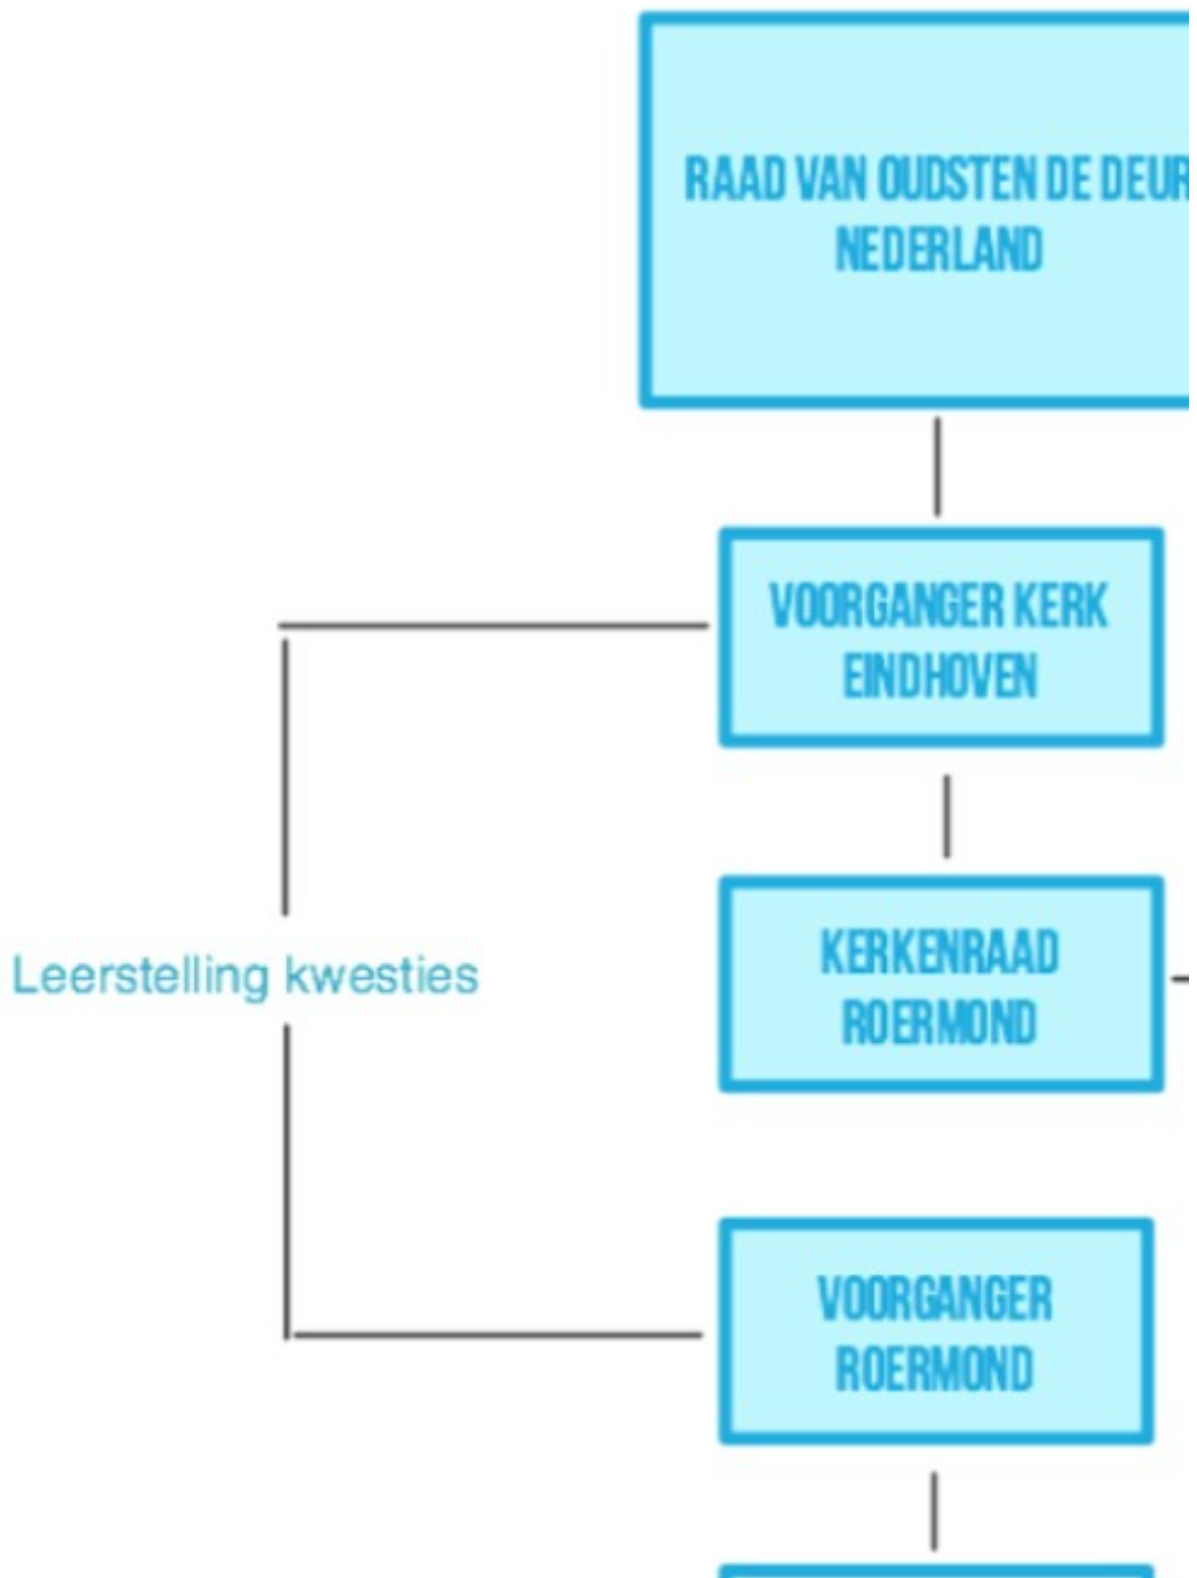 RAAD VAN OUDSTEN DE DEUR
NEDERLAND
VOORGANGER KERK
EINDHOVEN
Leerstelling kwesties
KERKENRAAD
ROERMOND
VOORGANGER
ROERMOND